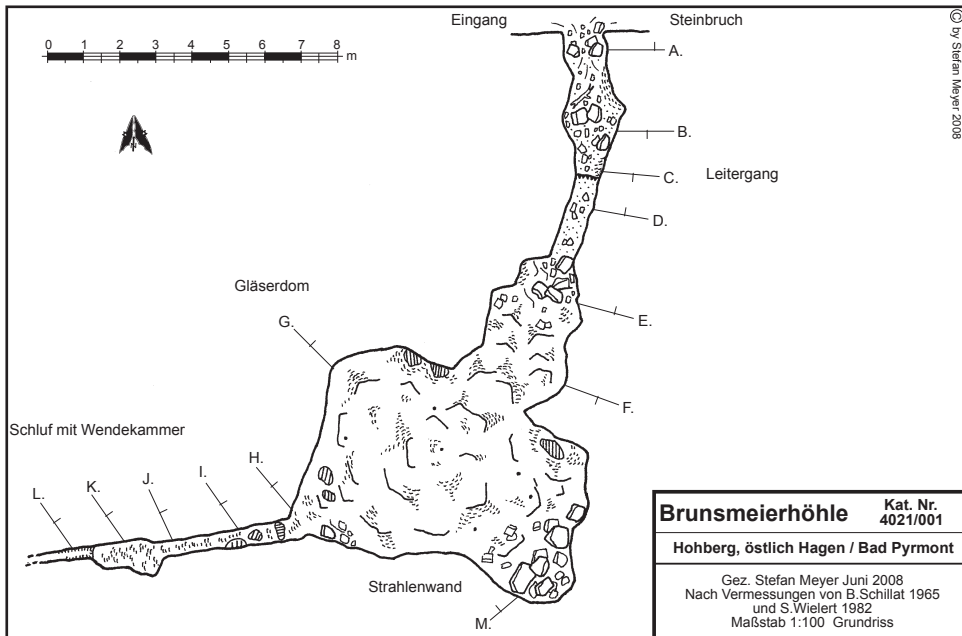 Eingang
Steinbruch
© by Stefan Meyer 2008
0 1 2 3 4 5 6 7 8
m
A.
B.
C.
Leitergang
D.
Gläserdom
E.
G.
F.
Schluf mit Wendekammer
H.
I.
J.
K.
L.
Strahlenwand
M.
Brunsmeierhöhle
Kat. Nr.
4021/001
Hohberg, östlich Hagen / Bad Pyrmont
Gez. Stefan Meyer Juni 2008
Nach Vermessungen von B.Schillat 1965
und S.Wielert 1982
Maßstab 1:100 Grundriss